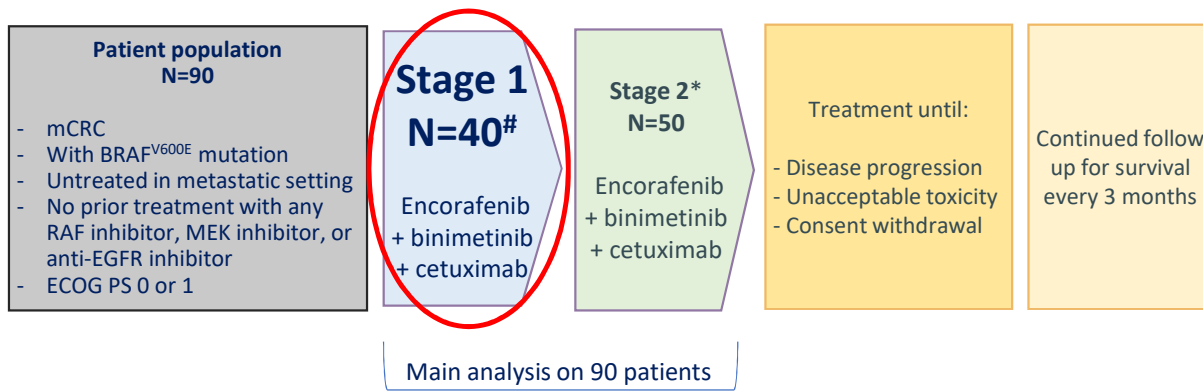 Patient population
N=90
- mCRC
- With BRAFV600E mutation
- Untreated in metastatic setting
- No prior treatment with any
RAF inhibitor, MEK inhibitor, or
anti-EGFR inhibitor
- ECOG PS 0 or 1
Stage 1
N=40#
Encorafenib
+ binimetinib
+ cetuximab
Stage 2*
N=50
Encorafenib
+ binimetinib
+ cetuximab
Treatment until:
- Disease progression
- Unacceptable toxicity
- Consent withdrawal
Continued follow
up for survival
every 3 months
Main analysis on 90 patients